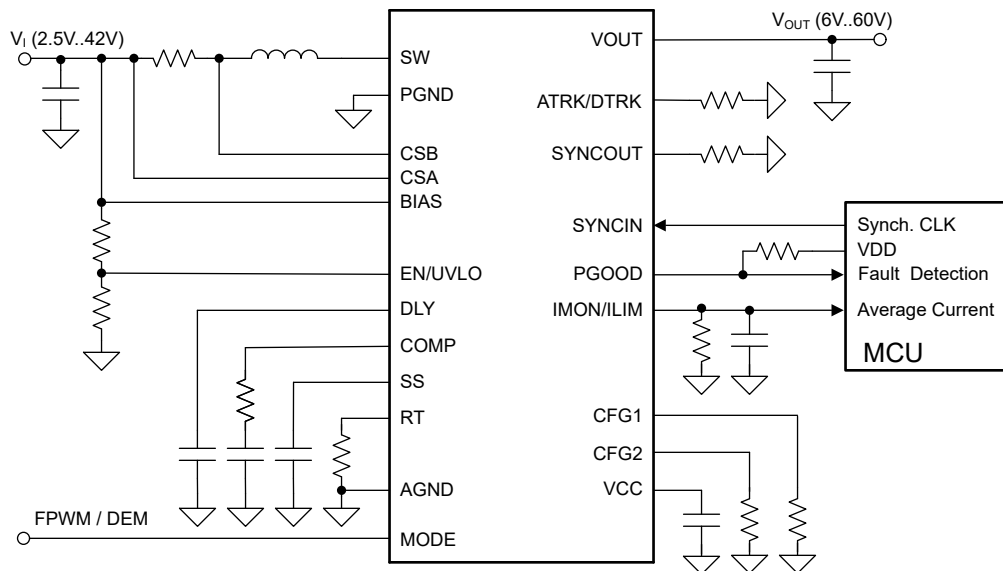 V_I (2.5V..42V)
SW
PGND
CSB
CSA
BIAS
EN/UVLO
DLY
COMP
SS
RT
AGND
FPWM / DEM
MODE
VOUT
V_OUT (6V..60V)
ATRK/DTRK
SYNCOUT
SYNCIN
PGOOD
IMON/ILIM
CFG1
CFG2
VCC
Synch. CLK
VDD
Fault Detection
Average Current
MCU